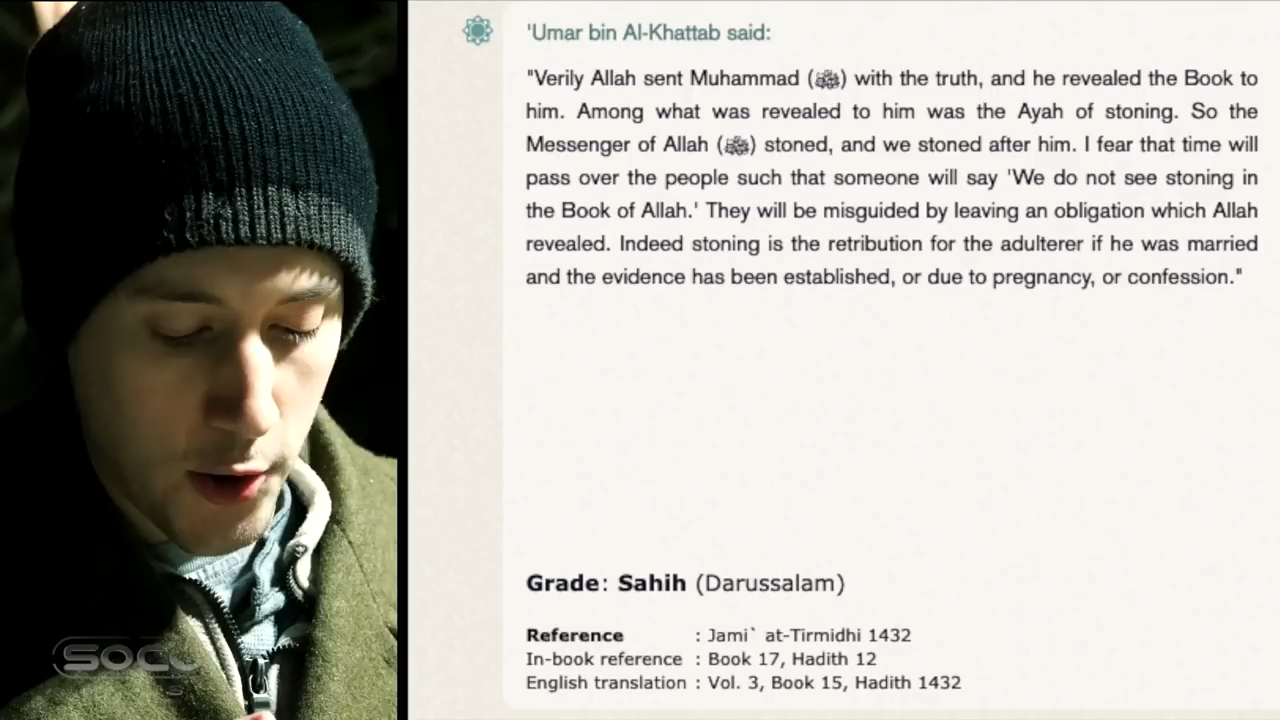 'Umar bin Al-Khattab said:
"Verily Allah sent Muhammad (ﷺ) with the truth, and he revealed the Book to
him. Among what was revealed to him was the Ayah of stoning. So the
Messenger of Allah (ﷺ) stoned, and we stoned after him. I fear that time will
pass over the people such that someone will say 'We do not see stoning in
the Book of Allah.' They will be misguided by leaving an obligation which Allah
revealed. Indeed stoning is the retribution for the adulterer if he was married
and the evidence has been established, or due to pregnancy, or confession."
Grade: Sahih (Darussalam)
Reference : Jami` at-Tirmidhi 1432
In-book reference : Book 17, Hadith 12
English translation : Vol. 3, Book 15, Hadith 1432